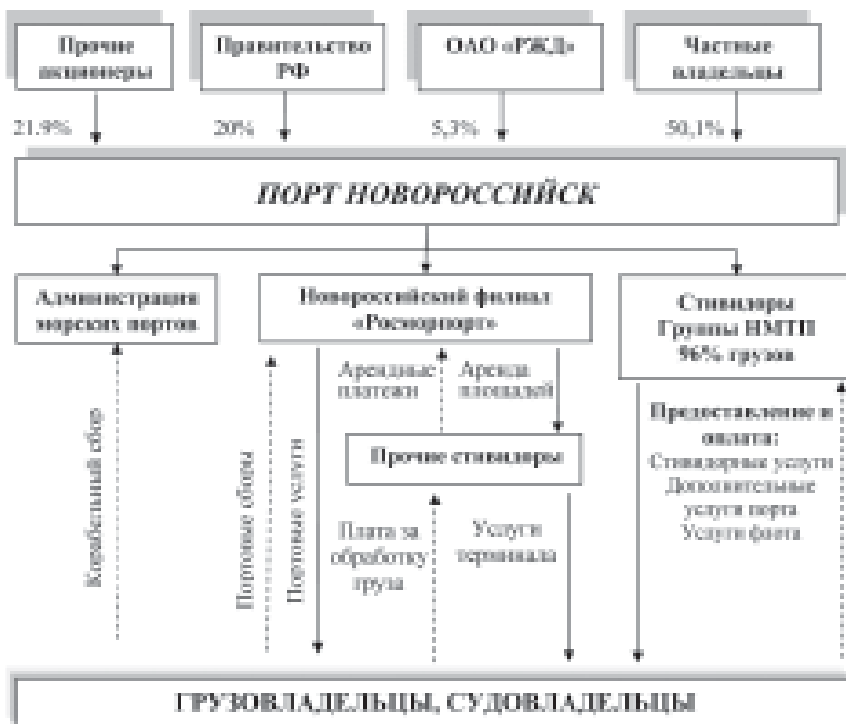 Прочие
акционеры
Правительство
РФ
ОАО «РЖД»
Частные
владельцы
21.9%
20%
5,3%
50,1%
ПОРТ НОВОРОССИЙСК
Администрация
морских портов
Новороссийский филиал
«Росморпорт»
Стивидоры
Группы НМТП
96% грузов
Арендные
платежи
Аренда
площадей
Прочие стивидоры
Предоставление и
оплата:
Стивидорные услуги
Дополнительные
услуги порта
Услуги флота
Корабельный сбор
Портовые сборы
Портовые услуги
Плата за
обработку
груза
Услуги
терминала
ГРУЗОВЛАДЕЛЬЦЫ, СУДОВЛАДЕЛЬЦЫ